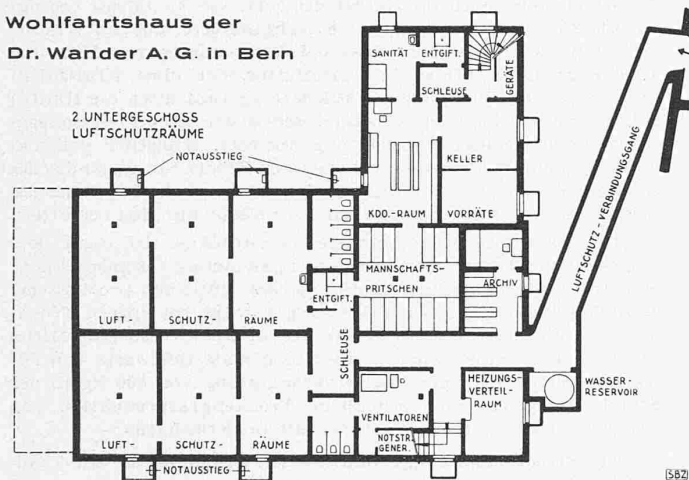 Wohlfahrtshaus der
Dr. Wander A. G. in Bern
2. UNTERGESCHOSS
LUFTSCHUTZRÄUME
NOTAUSSTIEG
SANITÄT
ENTGIFT.
SCHLEUSE
GERÄTE
KELLER
KDO.-RAUM
VORRÄTE
MANNSCHAFTS-
PRITSCHEN
ARCHIV
LUFTSCHUTZ-VERBINDUNGSGANG
LUFT-
SCHUTZ-
RÄUME
ENTGIFT.
SCHLEUSE
VENTILATOREN
NOTSTR.
GENER.
HEIZUNGS-
VERTEIL-
RAUM
WASSER-
RESERVOIR
LUFT-
SCHUTZ-
RÄUME
NOTAUSSTIEG
SBZ